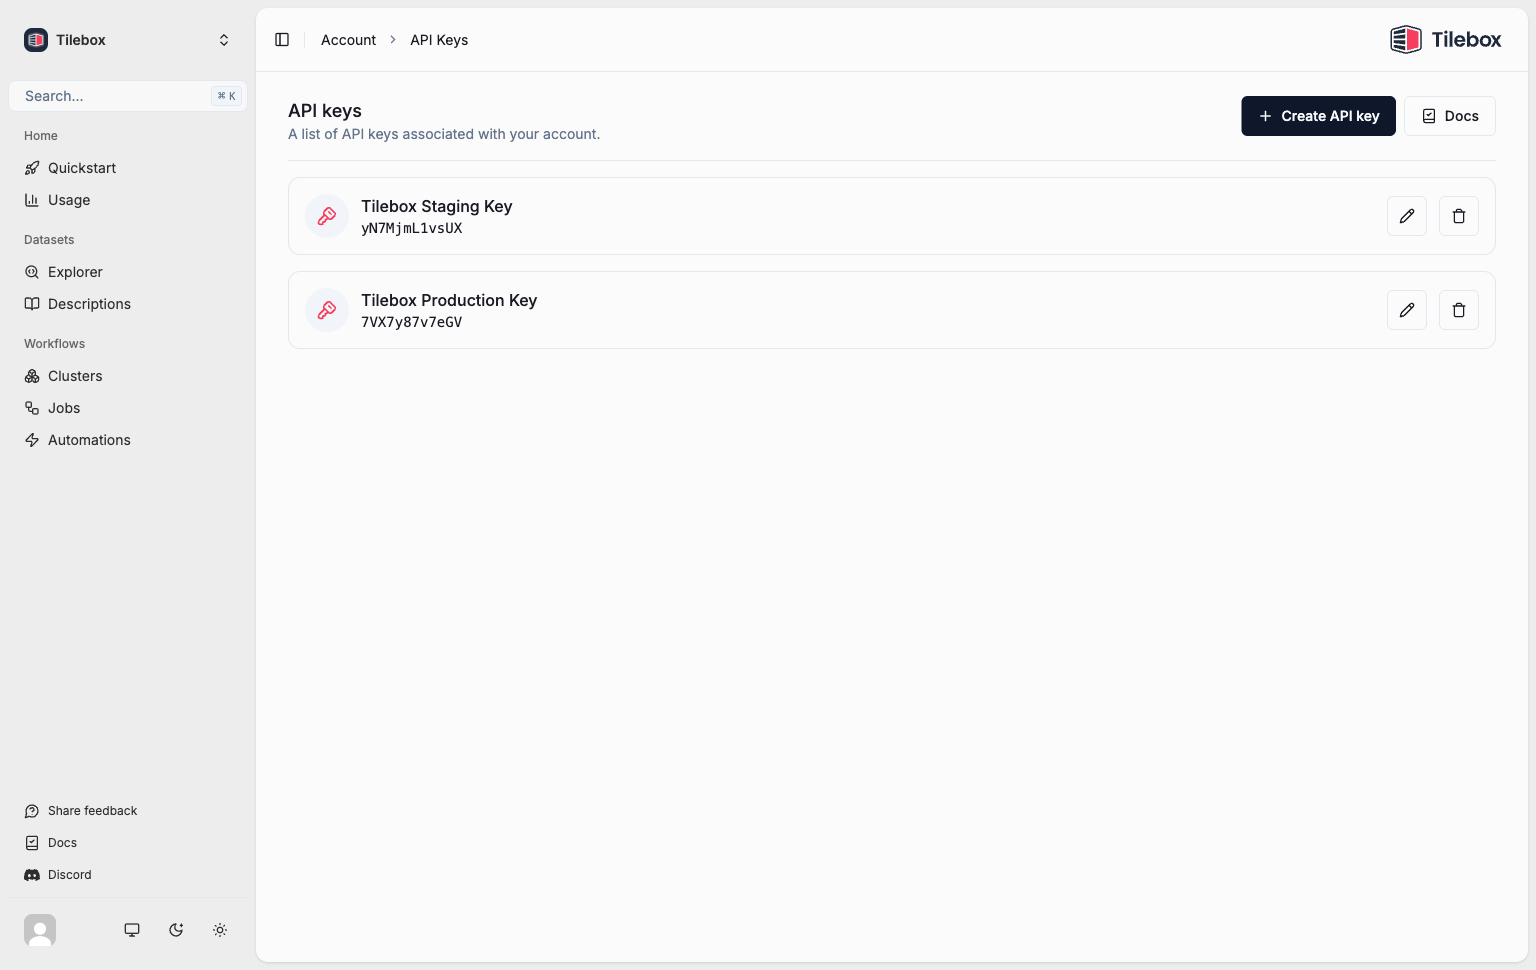 Tilebox
Search...
⌘ K
Home
Quickstart
Usage
Datasets
Explorer
Descriptions
Workflows
Clusters
Jobs
Automations
Share feedback
Docs
Discord
Account > API Keys
Tilebox
API keys
A list of API keys associated with your account.
+ Create API key
Docs
Tilebox Staging Key
yN7MjmL1vsUX
Tilebox Production Key
7VX7y87v7eGV